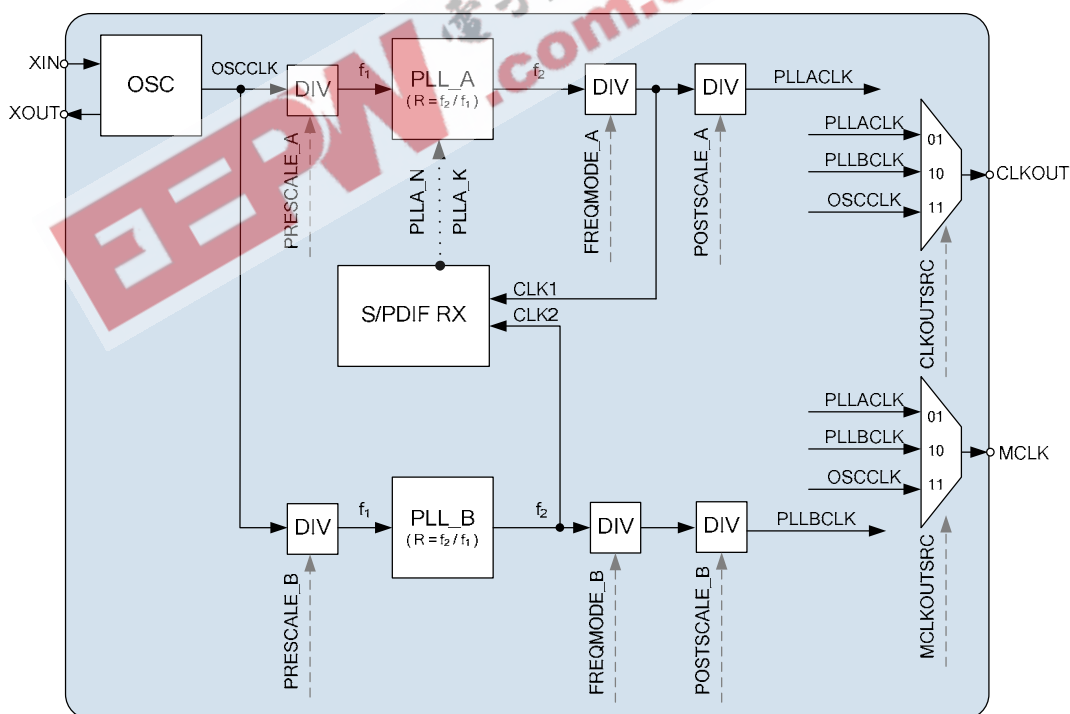 XIN
XOUT
OSC
OSCCLK
DIV
f1
PLL_A
(R=f2/f1)
f2
DIV
DIV
PLLACLK
PRESCALE_A
PLLA_N
PLLA_K
FREQMODE_A
POSTSCALE_A
PLLACLK
01
PLLBCLK
10
OSCCLK
11
CLKOUT
CLKOUTSRC
S/PDIF RX
CLK1
CLK2
PLLACLK
01
PLLBCLK
10
OSCCLK
11
MCLK
MCLKOUTSRC
DIV
f1
PLL_B
(R=f2/f1)
f2
DIV
DIV
PLLBCLK
PRESCALE_B
FREQMODE_B
POSTSCALE_B
EEPW
.com.c